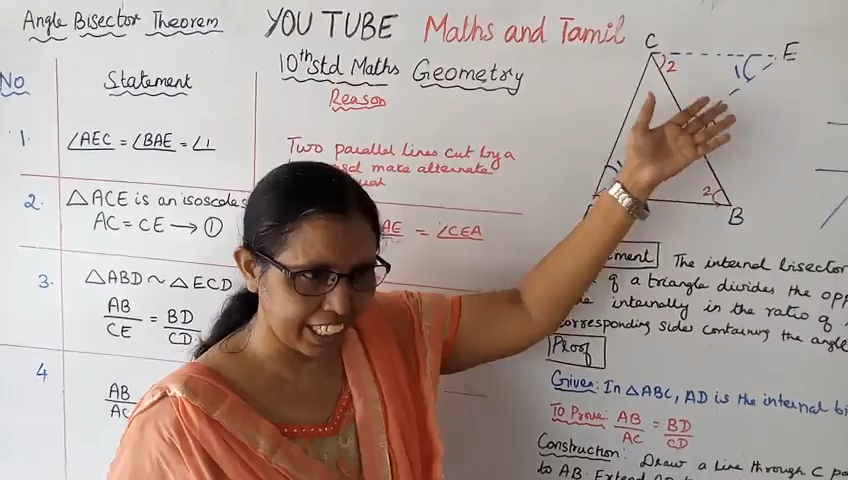 Angle Bisector Theorem
YOU TUBE Maths and Tamil
10th Std Maths Geometry
No
Statement
Reason
1.
∠AEC = ∠BAE = ∠1
Two parallel lines cut by a
make alternate
2.
△ACE is an isosceles
AC = CE → ①
= ∠CEA
3.
△ABD ~ △ECD
AB/CE = BD/CD
4
AB
C
2
1
E
2
B
The internal bisector
of a triangle divides the
internally in the ratio of
corresponding sides containing the angle
Proof
Given: In △ABC, AD is the internal
To Prove: AB/AC = BD/CD
Construction: Draw a line through C
to AB. Extend